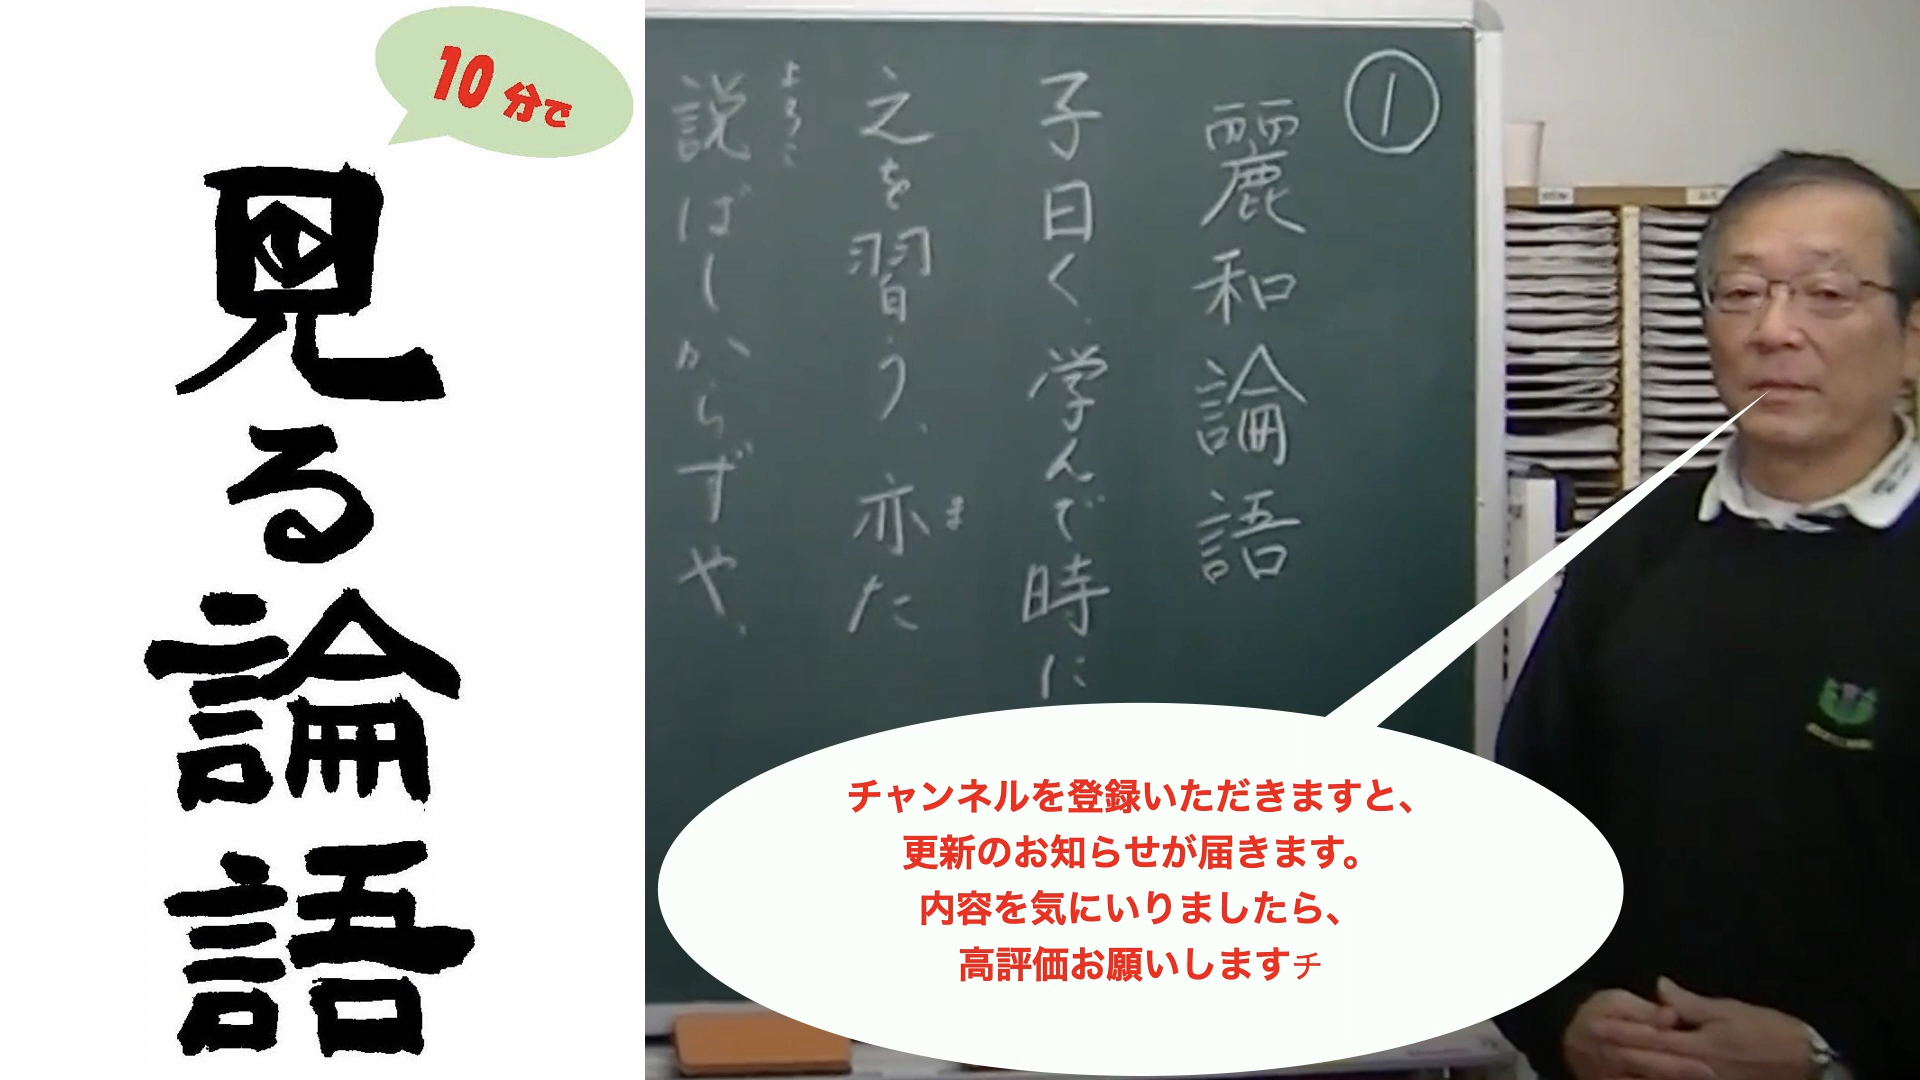 10分で
見る論語
①
麗和論語
子曰く、学んで時に
之を習う、亦た
ま
説ばしからずや、
よろこ
チャンネルを登録いただきますと、
更新のお知らせが届きます。
内容を気にいりましたら、
高評価お願いしますチ